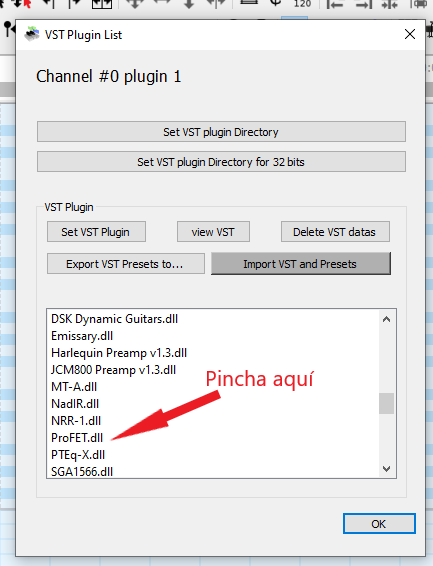 120
VST Plugin List
Channel #0 plugin 1
Set VST plugin Directory
Set VST plugin Directory for 32 bits
VST Plugin
Set VST Plugin
view VST
Delete VST datas
Export VST Presets to...
Import VST and Presets
DSK Dynamic Guitars.dll
Emissary.dll
Harlequin Preamp v1.3.dll
JCM800 Preamp v1.3.dll
MT-A.dll
NadIR.dll
NRR-1.dll
ProFET.dll
PTEq-X.dll
SGA1566.dll
Pincha aquí
OK